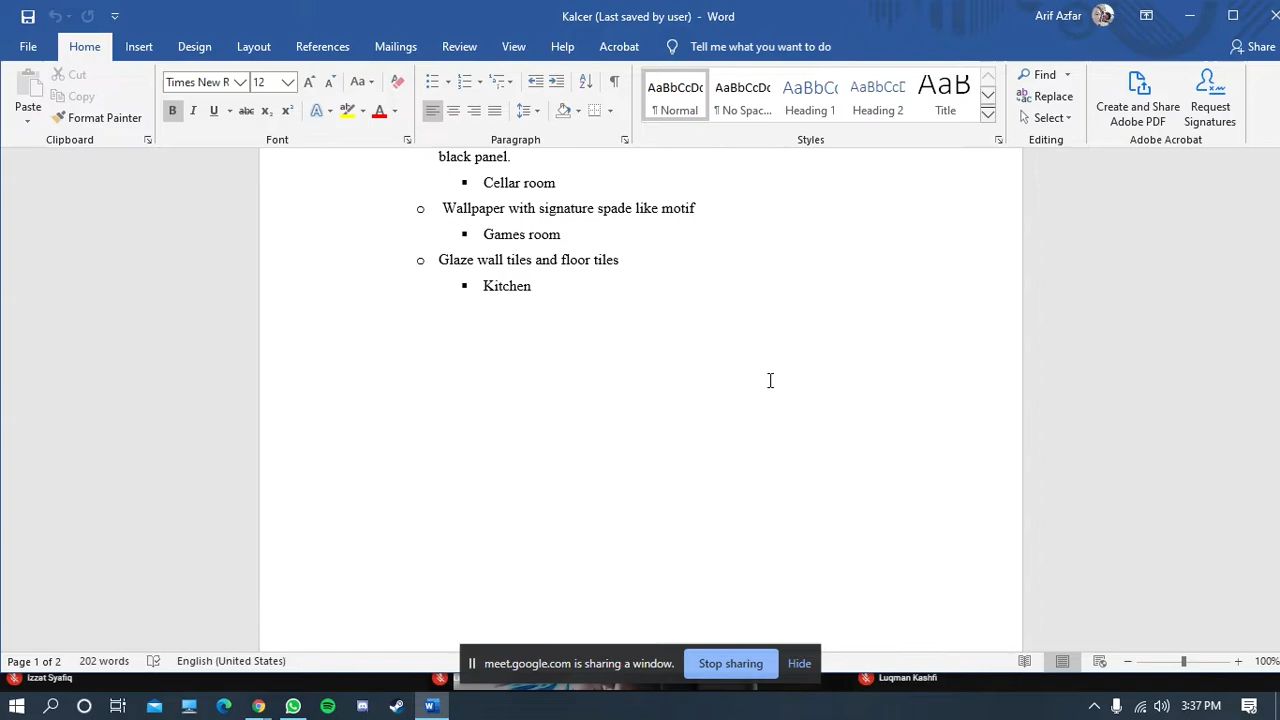 Kalcer (Last saved by user) - Word
Arif Azfar
File Home Insert Design Layout References Mailings Review View Help Acrobat Tell me what you want to do Share
Paste
Cut
Copy
Format Painter
Clipboard
Times New R 12
Font
Paragraph
AaBbCcDc AaBbCcDc AaBbCc AaBbCcD AaB
¶ Normal ¶ No Spac... Heading 1 Heading 2 Title
Styles
Find
Replace
Select
Editing
Create and Share
Adobe PDF
Request
Signatures
Adobe Acrobat
black panel.
▪ Cellar room
o Wallpaper with signature spade like motif
▪ Games room
o Glaze wall tiles and floor tiles
▪ Kitchen
meet.google.com is sharing a window. Stop sharing Hide
Page 1 of 2 202 words English (United States) 100%
Izzat Syafiq
Luqman Kashfi
3:37 PM